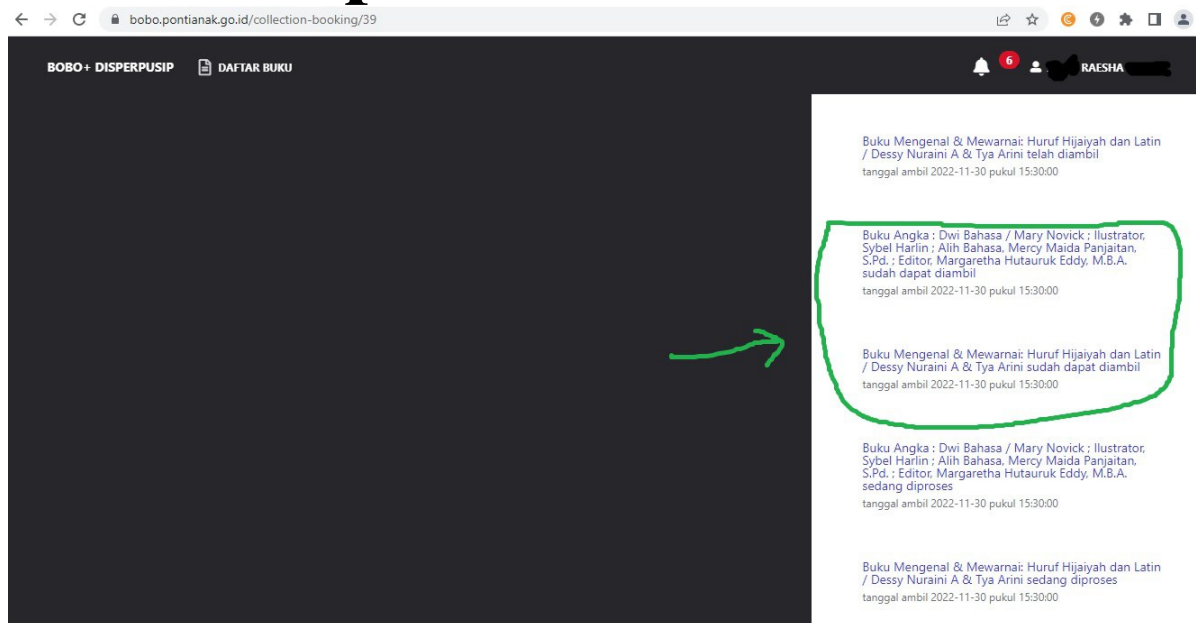 bobo.pontianak.go.id/collection-booking/39
BOBO+ DISPERPUSIP DAFTAR BUKU 6 RAESHA
Buku Mengenal & Mewarnai: Huruf Hijaiyah dan Latin
/ Dessy Nuraini A & Tya Arini telah diambil
tanggal ambil 2022-11-30 pukul 15:30:00
Buku Angka : Dwi Bahasa / Mary Novick ; Ilustrator,
Sybel Harlin ; Alih Bahasa, Mercy Maida Panjaitan,
S.Pd. ; Editor, Margaretha Hutauruk Eddy, M.B.A.
sudah dapat diambil
tanggal ambil 2022-11-30 pukul 15:30:00
Buku Mengenal & Mewarnai: Huruf Hijaiyah dan Latin
/ Dessy Nuraini A & Tya Arini sudah dapat diambil
tanggal ambil 2022-11-30 pukul 15:30:00
Buku Angka : Dwi Bahasa / Mary Novick ; Ilustrator,
Sybel Harlin ; Alih Bahasa, Mercy Maida Panjaitan,
S.Pd. ; Editor, Margaretha Hutauruk Eddy, M.B.A.
sedang diproses
tanggal ambil 2022-11-30 pukul 15:30:00
Buku Mengenal & Mewarnai: Huruf Hijaiyah dan Latin
/ Dessy Nuraini A & Tya Arini sedang diproses
tanggal ambil 2022-11-30 pukul 15:30:00